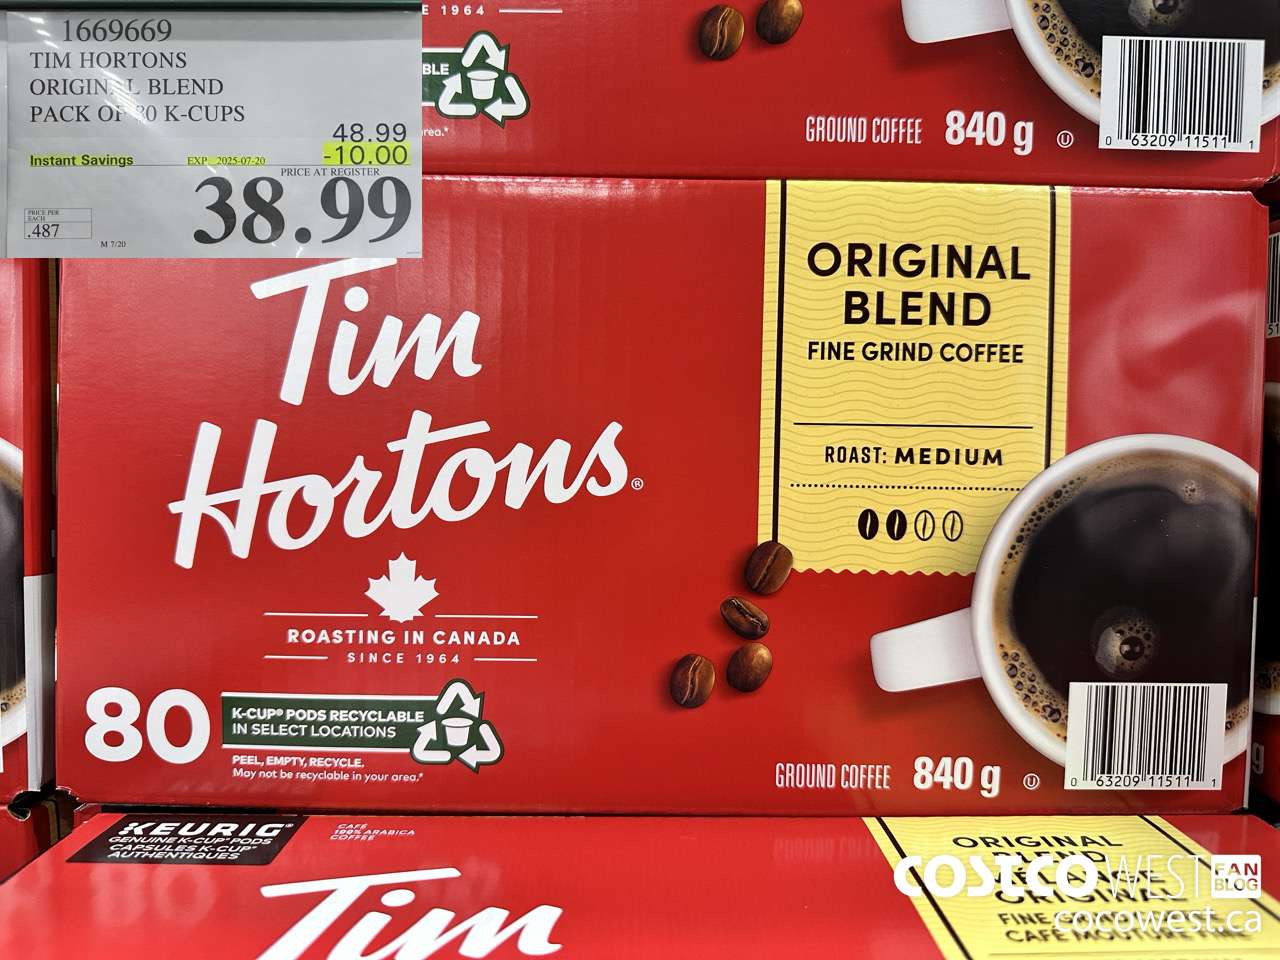 1669669
TIM HORTONS
ORIGIN L BLEND
PACK OF 80 K-CUPS
48.99
Instant Savings EXP. 2025-07-20 -10.00
PRICE AT REGISTER
38.99
PRICE PER
EACH
.487
M 7/20
E 1964
BLE
rea.*
GROUND COFFEE 840 g
U
0 63209 11511 1
Tim
Hortons®
ROASTING IN CANADA
SINCE 1964
80
K-CUP® PODS RECYCLABLE
IN SELECT LOCATIONS
PEEL, EMPTY, RECYCLE.
May not be recyclable in your area.*
ORIGINAL
BLEND
FINE GRIND COFFEE
ROAST: MEDIUM
GROUND COFFEE 840 g
U
0 63209 11511 1
51
g
KEURIG®
GENUINE K-CUP® PODS
CAPSULES K-CUP®
AUTHENTIQUES
CAFÉ
100% ARABICA
COFFEE
Tim
ORIGINAL
BLEND
ORIGINAL
COSTCO WEST FAN BLOG
cocowest.ca